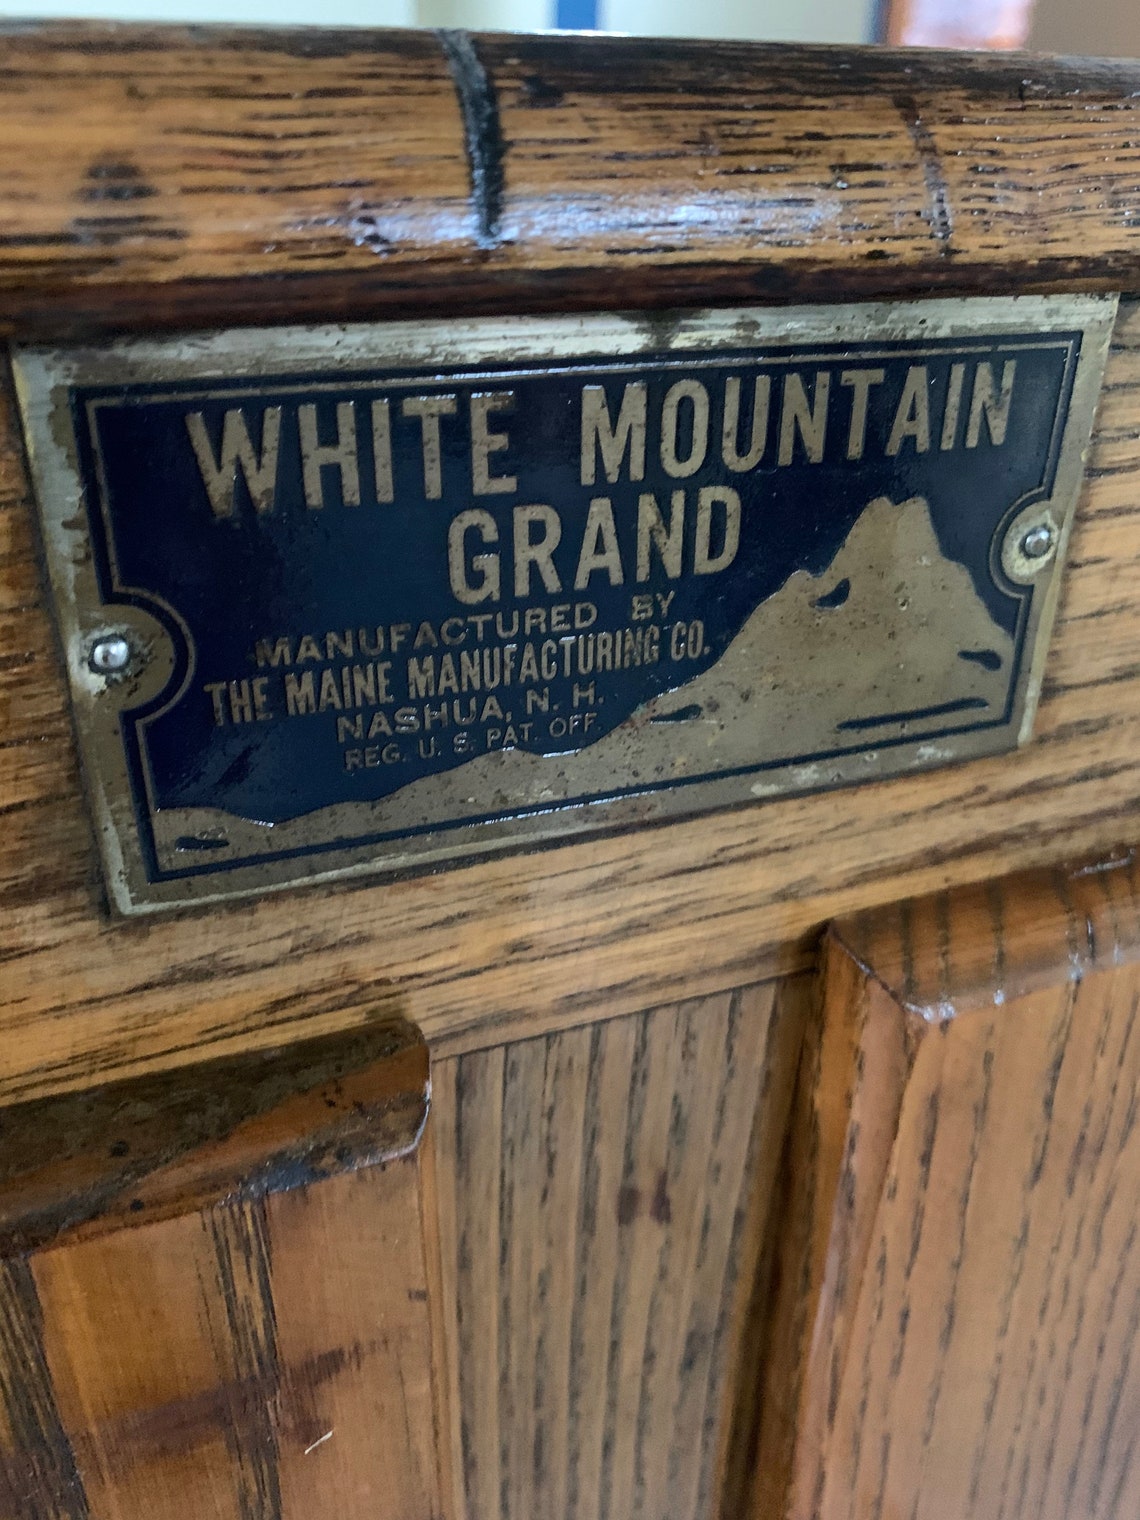 WHITE MOUNTAIN
GRAND
MANUFACTURED BY
THE MAINE MANUFACTURING CO.
NASHUA, N. H.
REG. U. S. PAT. OFF.